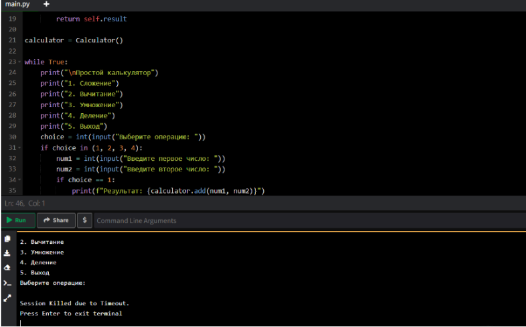 main.py +
19 return self.result
20
21 calculator = Calculator()
22
23 while True:
24 print("\nПростой калькулятор")
25 print("1. Сложение")
26 print("2. Вычитание")
27 print("3. Умножение")
28 print("4. Деление")
29 print("5. Выход")
30 choice = int(input("Выберите операцию: "))
31 if choice in (1, 2, 3, 4):
32 num1 = int(input("Введите первое число: "))
33 num2 = int(input("Введите второе число: "))
34 if choice == 1:
35 print(f"Результат: {calculator.add(num1, num2)}")
Ln: 46, Col: 1
Run Share $ Command Line Arguments
2. Вычитание
3. Умножение
4. Деление
5. Выход
Выберите операцию:
Session Killed due to Timeout.
Press Enter to exit terminal